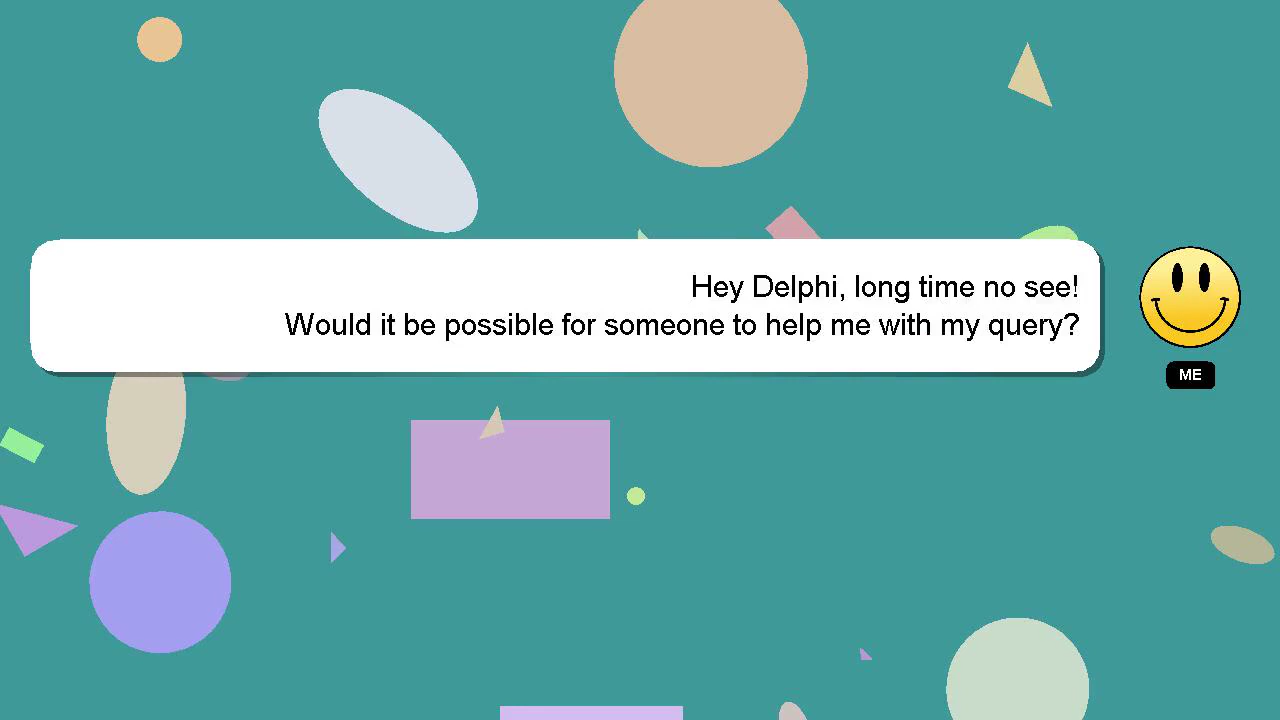 Hey Delphi, long time no see!
Would it be possible for someone to help me with my query?
ME